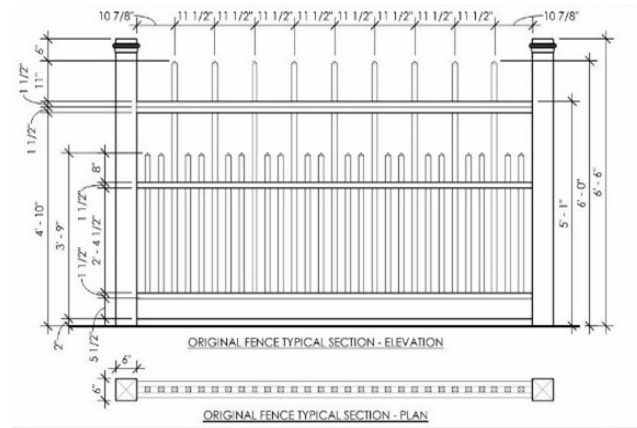 10 7/8" 11 1/2" 11 1/2" 11 1/2" 11 1/2" 11 1/2" 11 1/2" 11 1/2" 11 1/2" 10 7/8"
6"
11"
1 1/2"
1 1/2"
8"
1 1/2"
2' - 4 1/2"
1 1/2"
3' - 9"
4' - 10"
2"
5 1/2"
5' - 1"
6' - 0"
6' - 6"
ORIGINAL FENCE TYPICAL SECTION - ELEVATION
6"
6"
ORIGINAL FENCE TYPICAL SECTION - PLAN